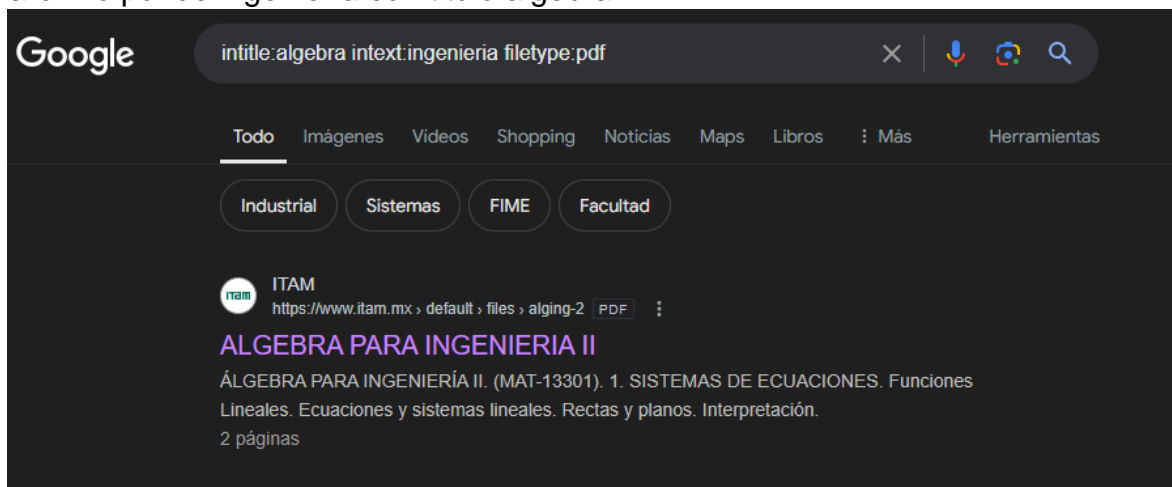 Google
intitle:algebra intext:ingenieria filetype:pdf
Todo Imágenes Vídeos Shopping Noticias Maps Libros Más Herramientas
Industrial Sistemas FIME Facultad
ITAM
ITAM
https://www.itam.mx › default › files › alging-2 PDF
ALGEBRA PARA INGENIERIA II
ÁLGEBRA PARA INGENIERÍA II. (MAT-13301). 1. SISTEMAS DE ECUACIONES. Funciones
Lineales. Ecuaciones y sistemas lineales. Rectas y planos. Interpretación.
2 páginas